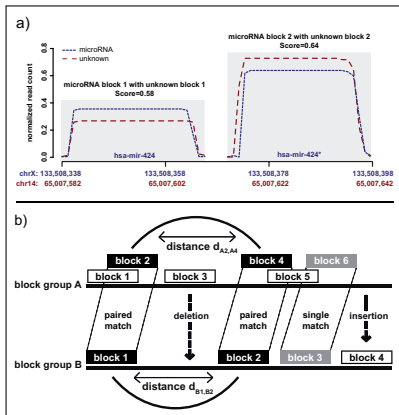 a)
microRNA
unknown
microRNA block 2 with unknown block 2
Score=0.64
microRNA block 1 with unknown block 1
Score=0.58
normalized read count
0.8
0.6
0.4
0.2
0.0
hsa-mir-424
hsa-mir-424*
chrX: 133,508,338 133,508,358 133,508,378 133,508,398
chr14: 65,007,582 65,007,602 65,007,622 65,007,642
b)
distance dA2,A4
block 2 block 4 block 6
block 1 block 3 block 5
block group A
paired match
deletion
paired match
single match
insertion
block 1 block 2 block 3 block 4
block group B
distance dB1,B2